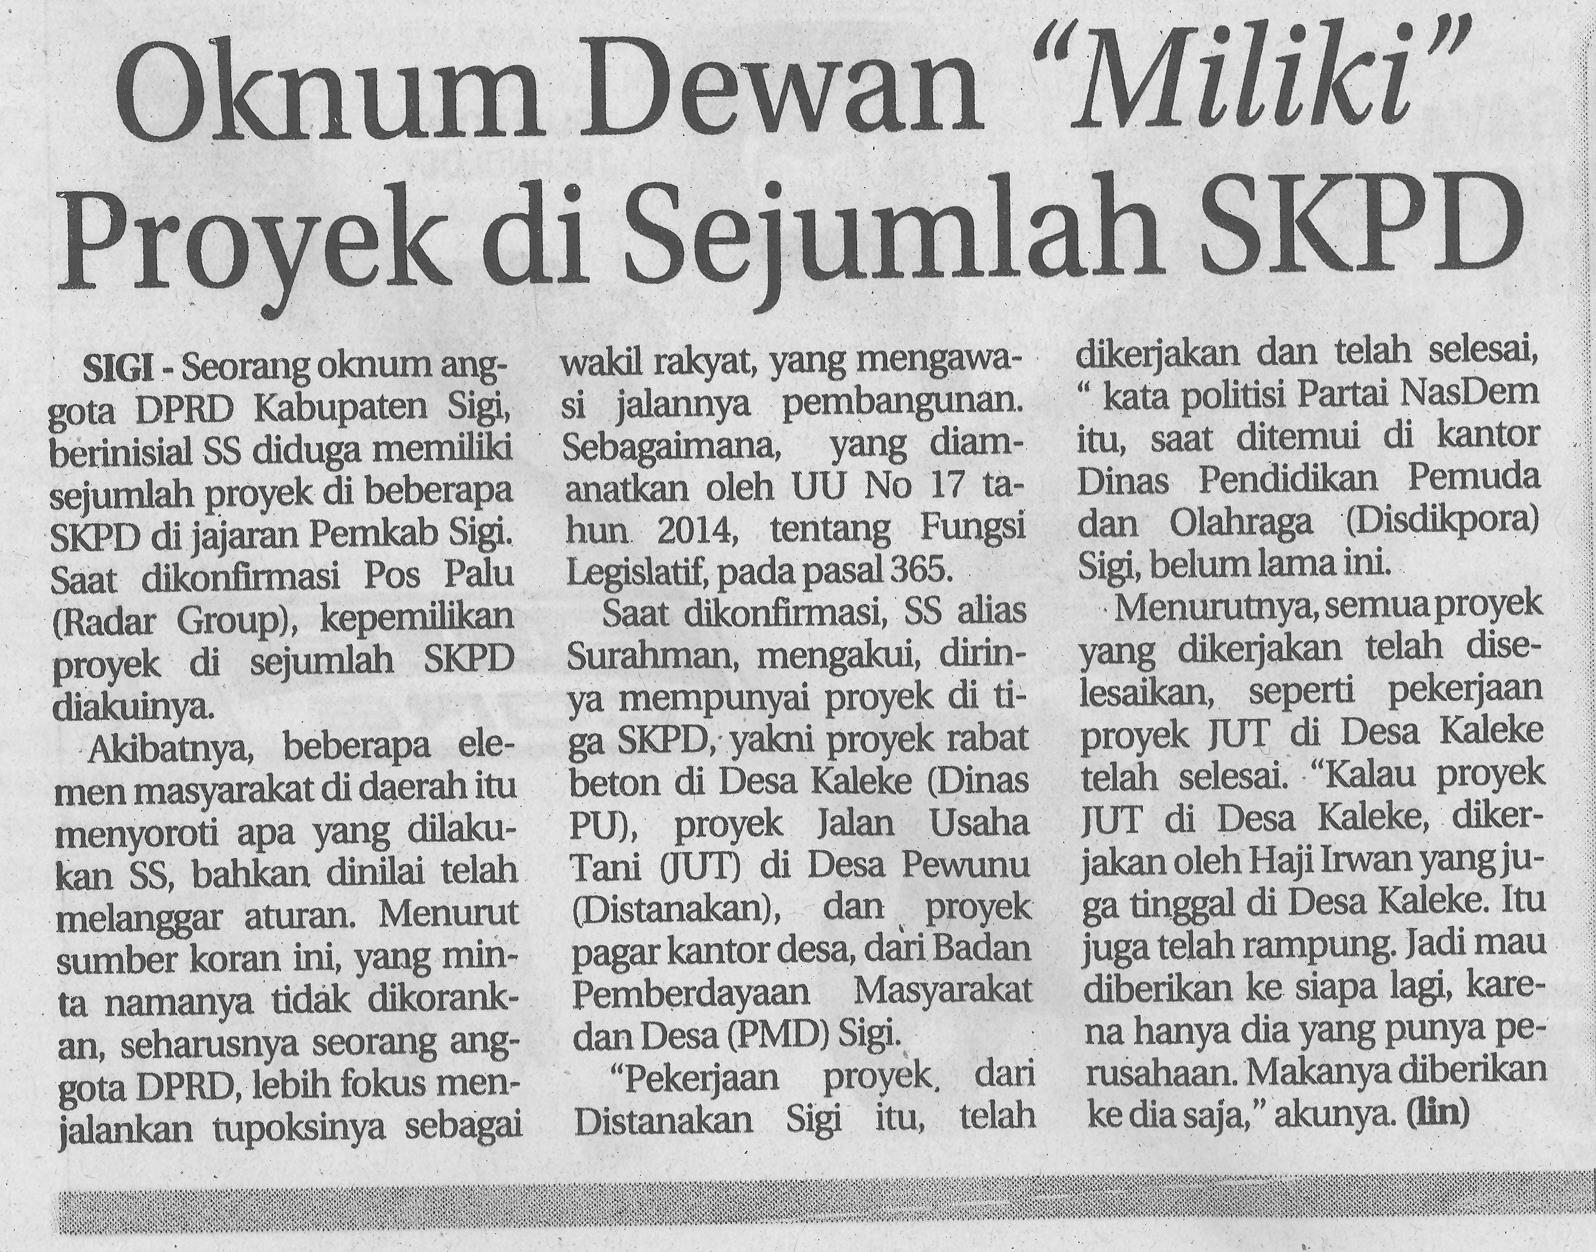 Oknum Dewan “Miliki”
Proyek di Sejumlah SKPD
SIGI - Seorang oknum ang-
gota DPRD Kabupaten Sigi,
berinisial SS diduga memiliki
sejumlah proyek di beberapa
SKPD di jajaran Pemkab Sigi.
Saat dikonfirmasi Pos Palu
(Radar Group), kepemilikan
proyek di sejumlah SKPD
diakuinya.
Akibatnya, beberapa ele-
men masyarakat di daerah itu
menyoroti apa yang dilaku-
kan SS, bahkan dinilai telah
melanggar aturan. Menurut
sumber koran ini, yang min-
ta namanya tidak dikorank-
an, seharusnya seorang ang-
gota DPRD, lebih fokus men-
jalankan tupoksinya sebagai
wakil rakyat, yang mengawa-
si jalannya pembangunan.
Sebagaimana, yang diam-
anatkan oleh UU No 17 ta-
hun 2014, tentang Fungsi
Legislatif, pada pasal 365.
Saat dikonfirmasi, SS alias
Surahman, mengakui, dirin-
ya mempunyai proyek di ti-
ga SKPD, yakni proyek rabat
beton di Desa Kaleke (Dinas
PU), proyek Jalan Usaha
Tani (JUT) di Desa Pewunu
(Distanakan), dan proyek
pagar kantor desa, dari Badan
Pemberdayaan Masyarakat
dan Desa (PMD) Sigi.
“Pekerjaan proyek, dari
Distanakan Sigi itu, telah
dikerjakan dan telah selesai,
“ kata politisi Partai NasDem
itu, saat ditemui di kantor
Dinas Pendidikan Pemuda
dan Olahraga (Disdikpora)
Sigi, belum lama ini.
Menurutnya, semua proyek
yang dikerjakan telah dise-
lesaikan, seperti pekerjaan
proyek JUT di Desa Kaleke
telah selesai. “Kalau proyek
JUT di Desa Kaleke, diker-
jakan oleh Haji Irwan yang ju-
ga tinggal di Desa Kaleke. Itu
juga telah rampung. Jadi mau
diberikan ke siapa lagi, kare-
na hanya dia yang punya pe-
rusahaan. Makanya diberikan
ke dia saja,” akunya. (lin)